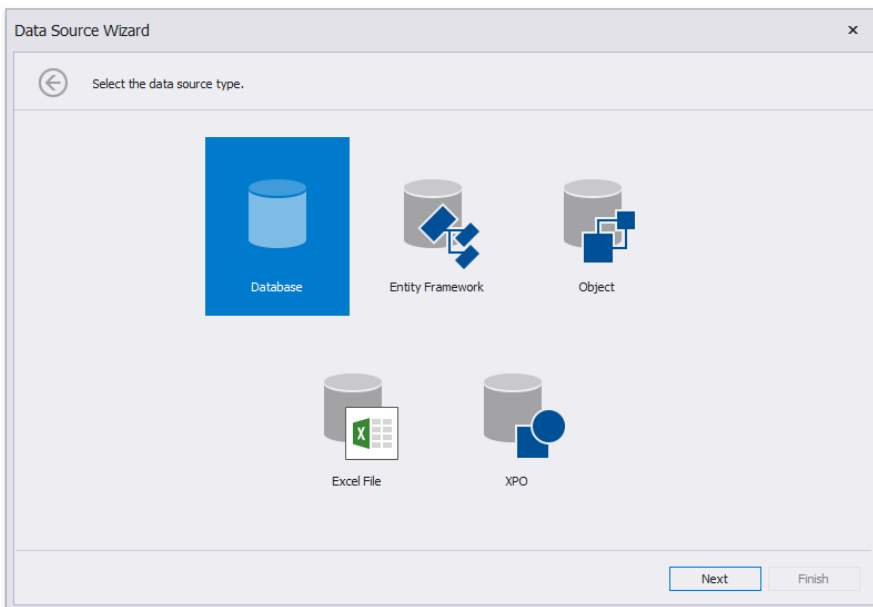 Data Source Wizard
Select the data source type.
Database
Entity Framework
Object
X
Excel File
XPO
Next
Finish